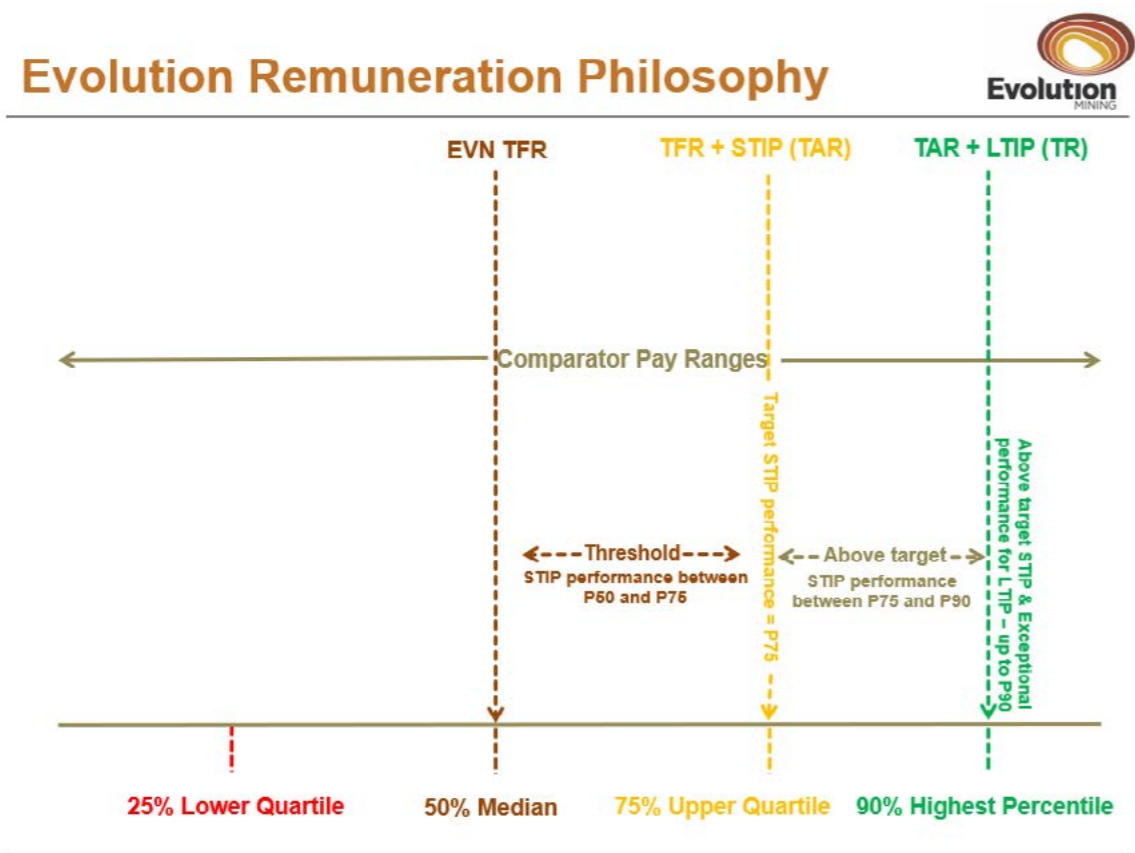 Evolution Remuneration Philosophy
Evolution
MINING
EVN TFR
TFR + STIP (TAR)
TAR + LTIP (TR)
Comparator Pay Ranges
Target STIP performance = P75
Above target STIP & Exceptional
performance for LTIP – up to P90
Threshold
STIP performance between
P50 and P75
Above target
STIP performance
between P75 and P90
25% Lower Quartile
50% Median
75% Upper Quartile
90% Highest Percentile